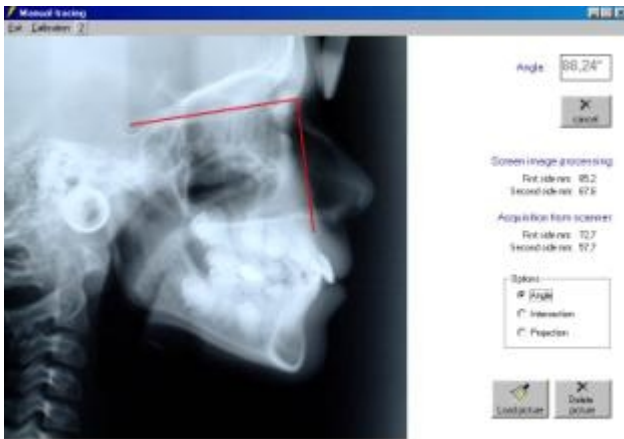 Manual tracing
Exit Calibration ?
Angle 88,24°
cancel
Screen image processing
First side mm: 85,2
Second side mm: 67,6
Acquisition from scanner
First side mm: 72,7
Second side mm: 57,7
Options
Angle
Intersection
Projection
Load picture
Delete
picture